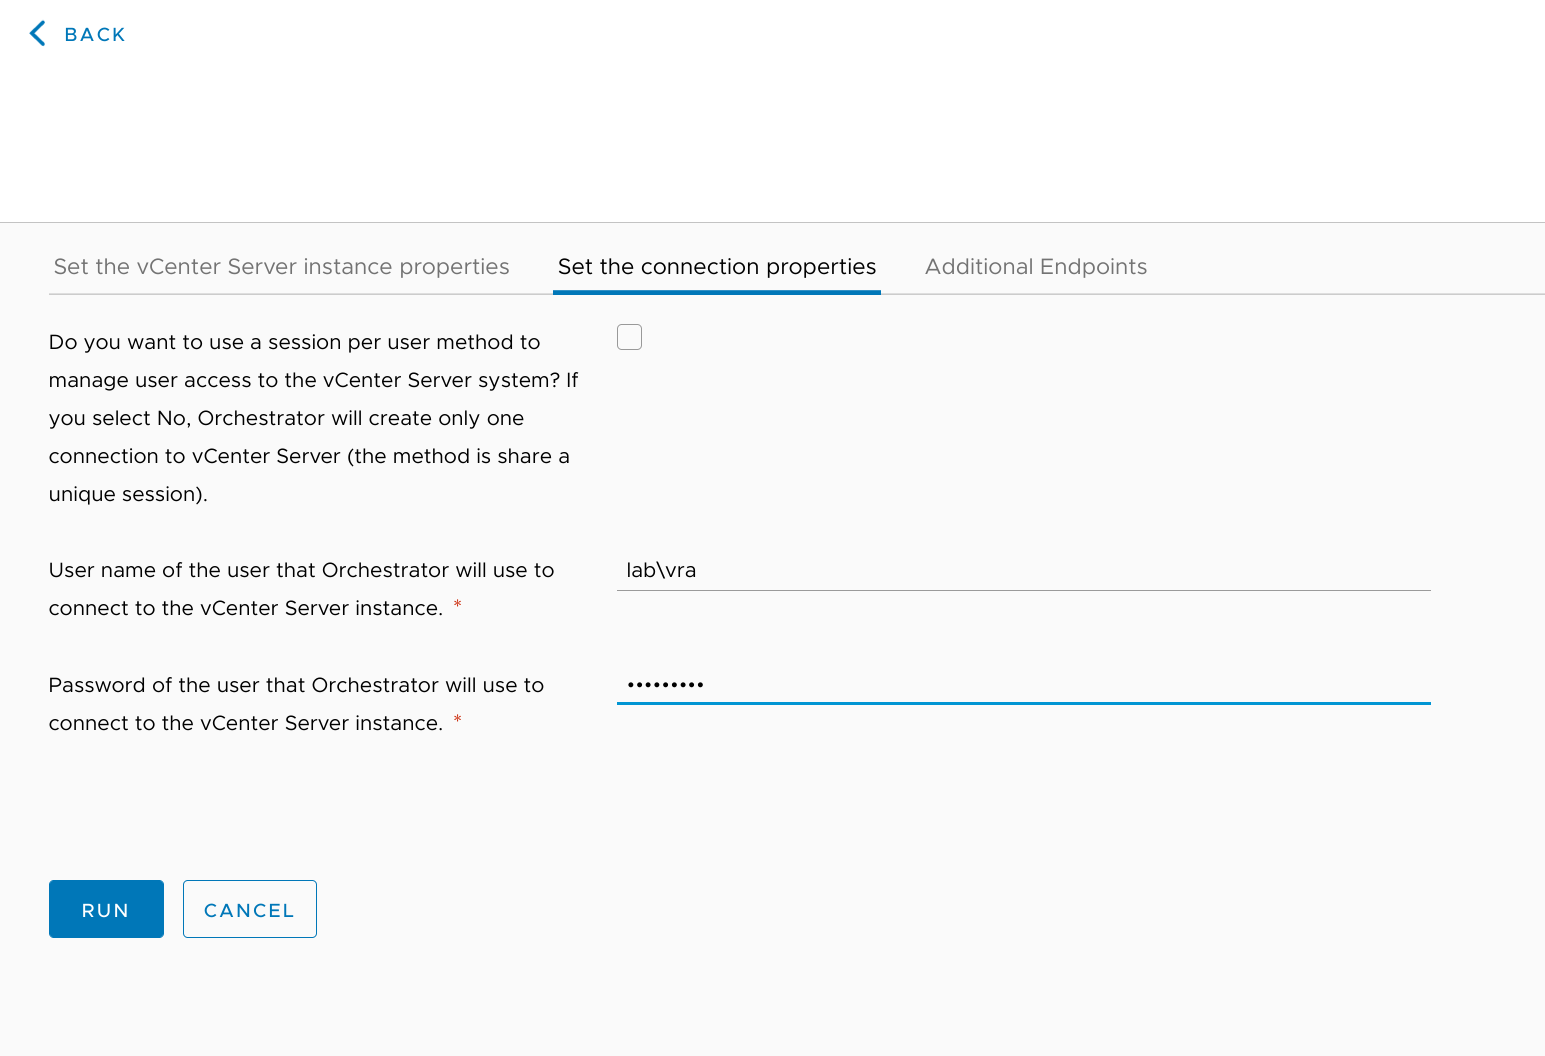 BACK
Set the vCenter Server instance properties
Set the connection properties
Additional Endpoints
Do you want to use a session per user method to
manage user access to the vCenter Server system? If
you select No, Orchestrator will create only one
connection to vCenter Server (the method is share a
unique session).
User name of the user that Orchestrator will use to
connect to the vCenter Server instance. *
lab\vra
Password of the user that Orchestrator will use to
connect to the vCenter Server instance. *
•••••••••
RUN
CANCEL